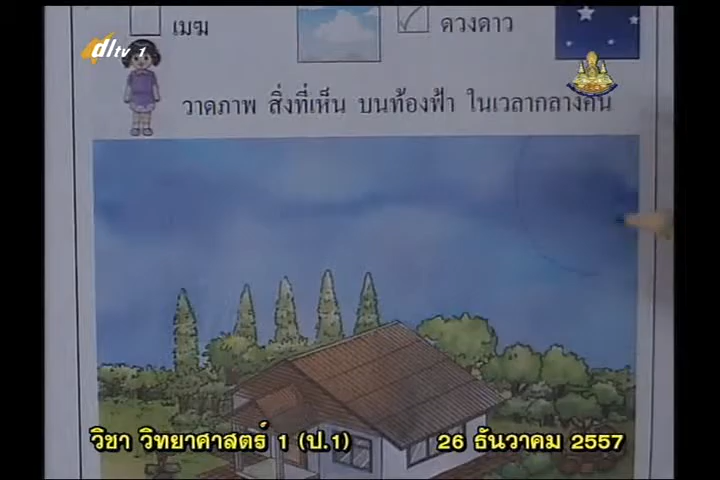 เมฆ
ดวงดาว
dltv 1
วาดภาพ สิ่งที่เห็น บนท้องฟ้า ในเวลากลางคืน
วิชา วิทยาศาสตร์ 1 (ป.1)
26 ธันวาคม 2557